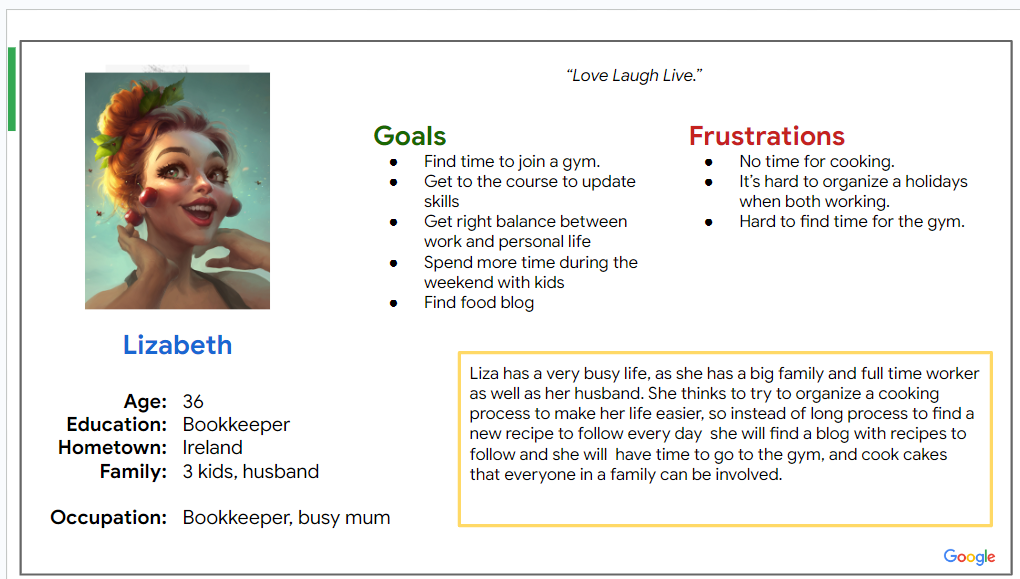 “Love Laugh Live.”
Goals
● Find time to join a gym.
● Get to the course to update
skills
● Get right balance between
work and personal life
● Spend more time during the
weekend with kids
● Find food blog
Frustrations
● No time for cooking.
● It’s hard to organize a holidays
when both working.
● Hard to find time for the gym.
Lizabeth
Age: 36
Education: Bookkeeper
Hometown: Ireland
Family: 3 kids, husband
Occupation: Bookkeeper, busy mum
Liza has a very busy life, as she has a big family and full time worker
as well as her husband. She thinks to try to organize a cooking
process to make her life easier, so instead of long process to find a
new recipe to follow every day  she will find a blog with recipes to
follow and she will  have time to go to the gym, and cook cakes
that everyone in a family can be involved.
Google